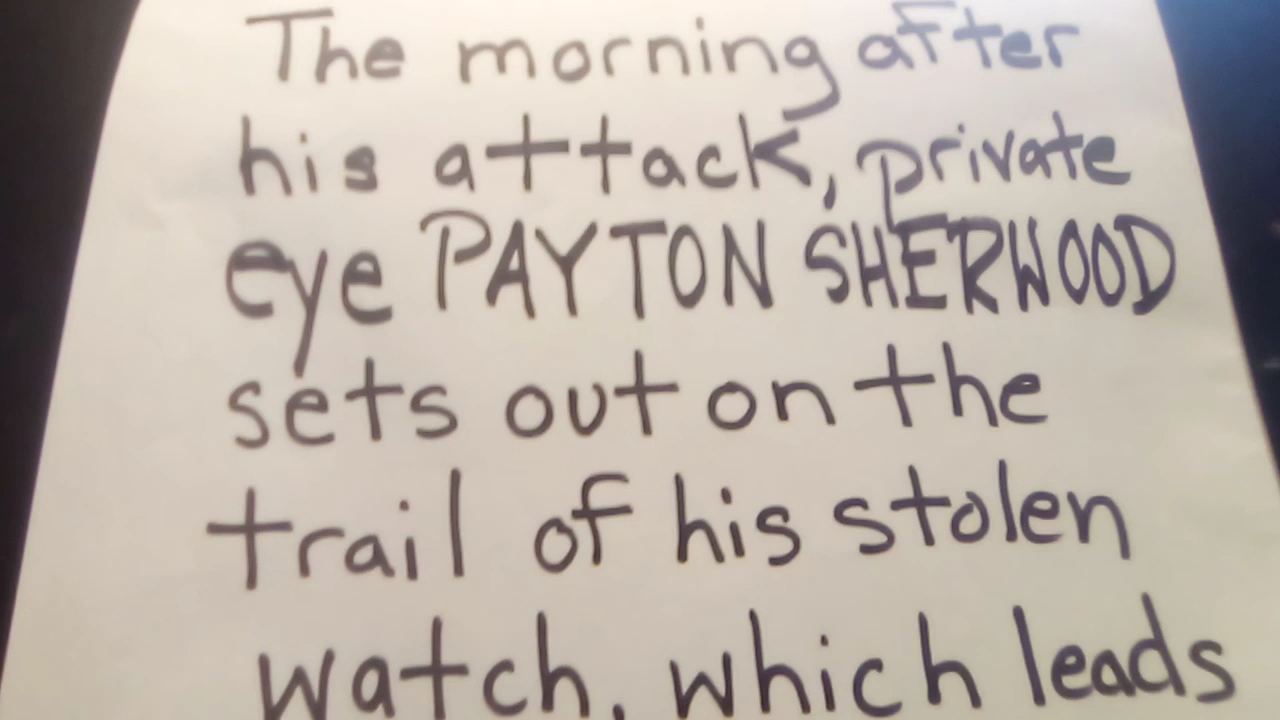 The morning after
his attack, private
eye PAYTON SHERWOOD
sets out on the
trail of his stolen
watch, which leads